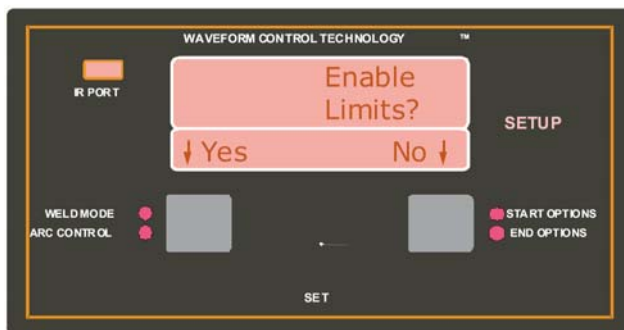 WAVEFORM CONTROL TECHNOLOGY ™
IR PORT
Enable
Limits?
SETUP
↓ Yes No ↓
WELD MODE
ARC CONTROL
START OPTIONS
END OPTIONS
SET